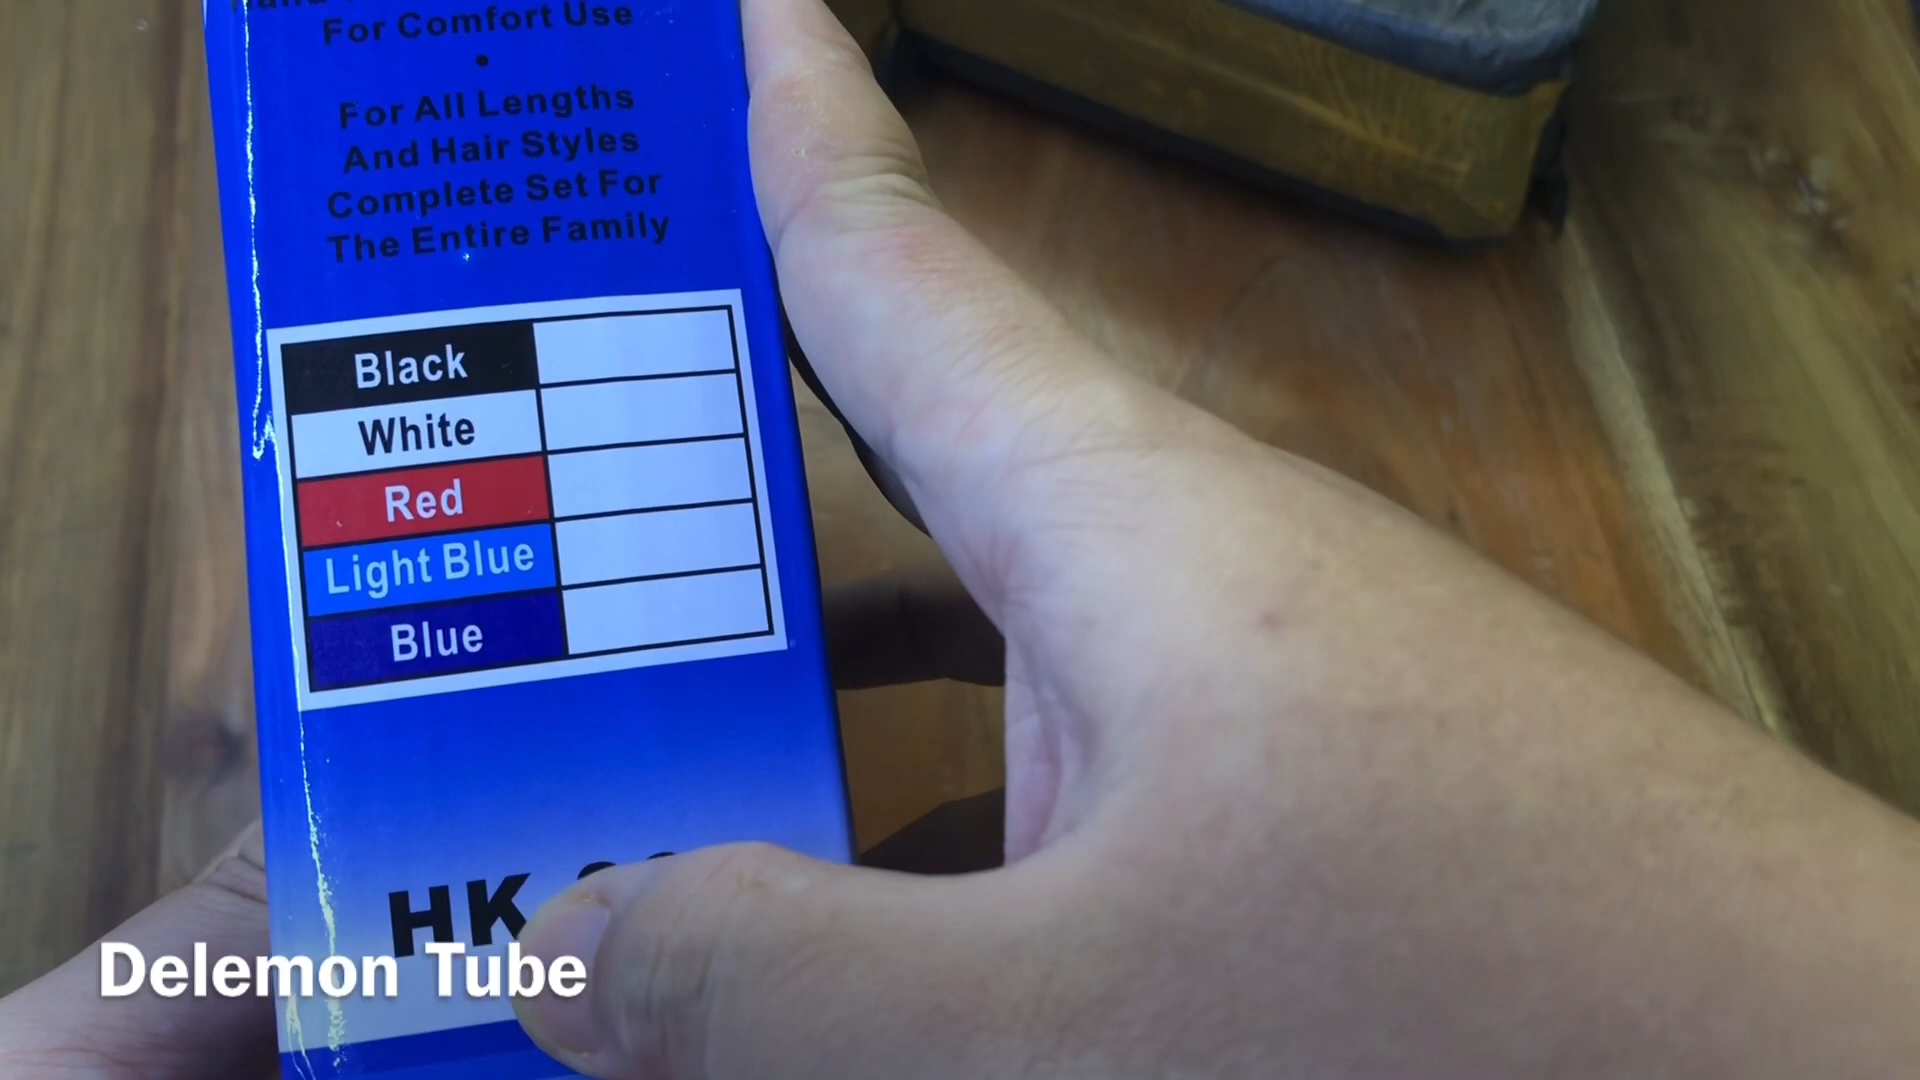 For Comfort Use
•
For All Lengths
And Hair Styles
Complete Set For
The Entire Family
Black
White
Red
Light Blue
Blue
HK
Delemon Tube